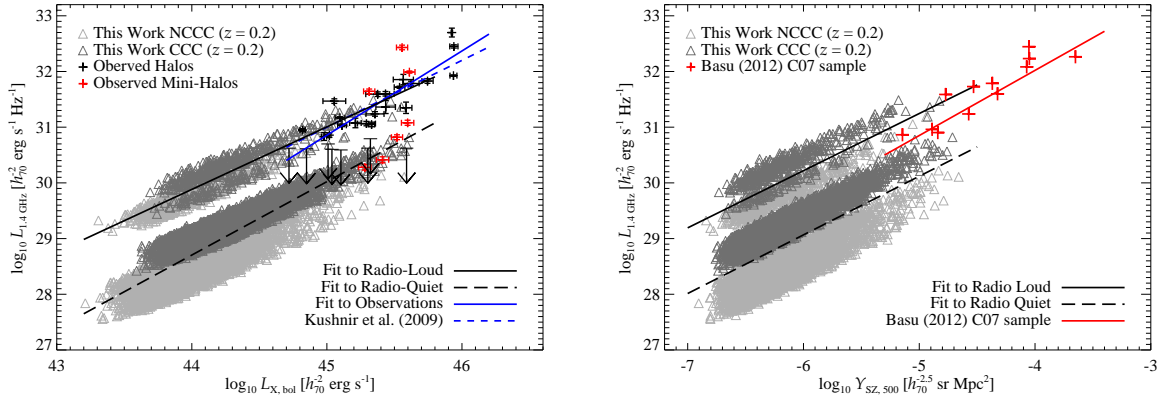 33
32
31
30
29
28
27
log10 L1.4 GHz [h70^-2 erg s^-1 Hz^-1]
This Work NCCC (z = 0.2)
This Work CCC (z = 0.2)
Obered Halos
Observed Mini-Halos
Fit to Radio-Loud
Fit to Radio-Quiet
Fit to Observations
Kushnir et al. (2009)
43 44 45 46
log10 LX, bol [h70^-2 erg s^-1]
33
32
31
30
29
28
27
log10 L1.4 GHz [h70^-2 erg s^-1 Hz^-1]
This Work NCCC (z = 0.2)
This Work CCC (z = 0.2)
Basu (2012) C07 sample
Fit to Radio Loud
Fit to Radio Quiet
Basu (2012) C07 sample
-7 -6 -5 -4 -3
log10 YSZ, 500 [h70^-2.5 sr Mpc^2]